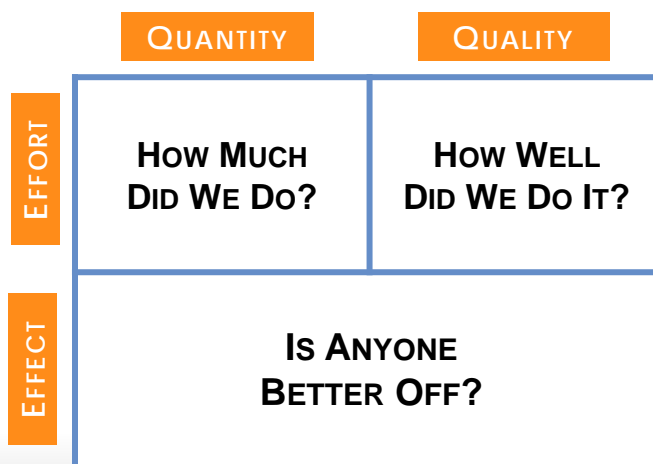 QUANTITY
QUALITY
EFFORT
HOW MUCH
DID WE DO?
HOW WELL
DID WE DO IT?
EFFECT
IS ANYONE
BETTER OFF?